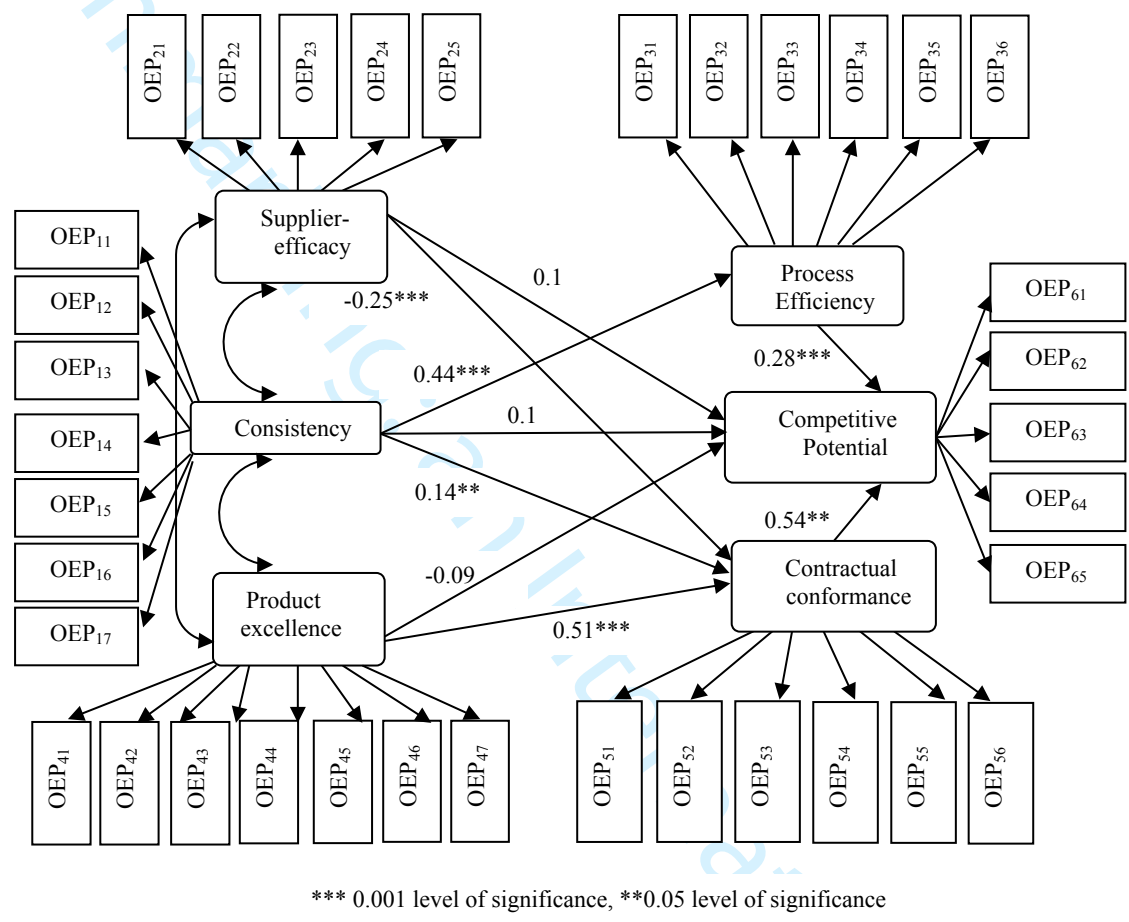 OEP21
OEP22
OEP23
OEP24
OEP25
OEP31
OEP32
OEP33
OEP34
OEP35
OEP36
Supplier-
efficacy
OEP11
OEP12
OEP13
OEP14
OEP15
OEP16
OEP17
Process
Efficiency
OEP61
OEP62
OEP63
OEP64
OEP65
0.1
-0.25***
0.28***
0.44***
Consistency
0.1
Competitive
Potential
0.14**
0.54**
-0.09
Product
excellence
Contractual
conformance
0.51***
OEP41
OEP42
OEP43
OEP44
OEP45
OEP46
OEP47
OEP51
OEP52
OEP53
OEP54
OEP55
OEP56
*** 0.001 level of significance, **0.05 level of significance